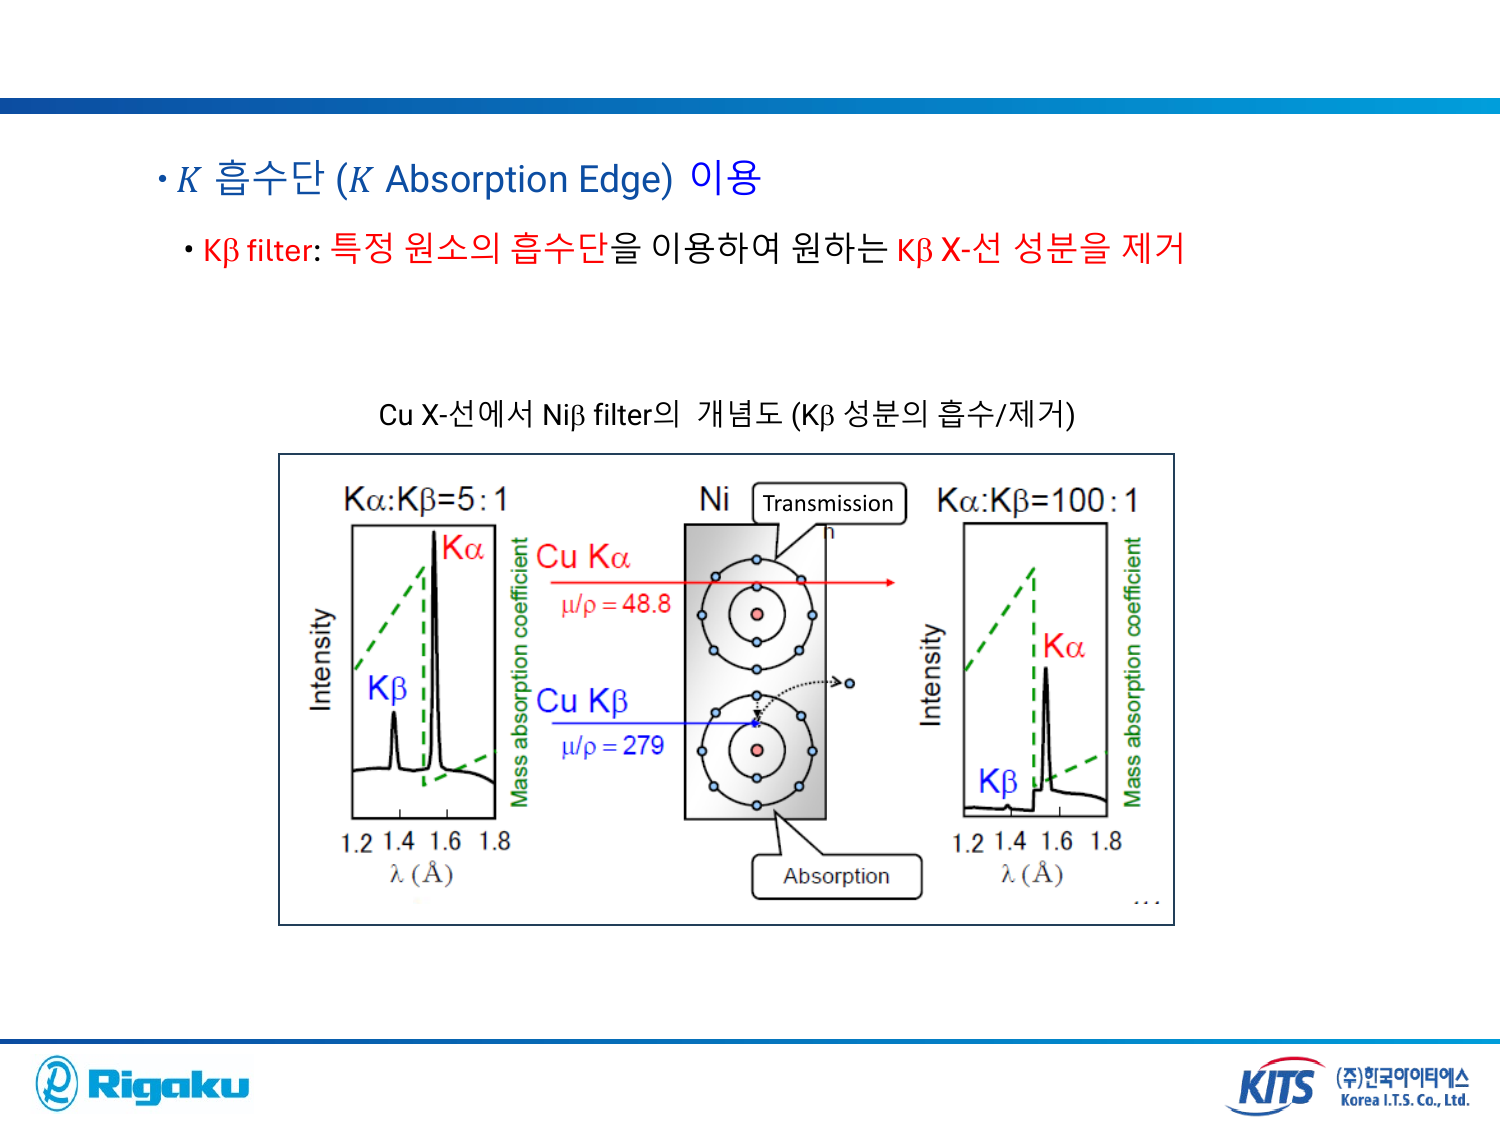 • K 흡수단 (K Absorption Edge) 이용
• Kβ filter: 특정 원소의 흡수단을 이용하여 원하는 Kβ X-선 성분을 제거
Cu X-선에서 Niβ filter의 개념도 (Kβ 성분의 흡수/제거)
Kα:Kβ=5:1
Intensity
Kα
Kβ
Mass absorption coefficient
1.2 1.4 1.6 1.8
λ (Å)
Ni
Transmission
n
Cu Kα
μ/ρ = 48.8
Cu Kβ
μ/ρ = 279
Absorption
Kα:Kβ=100:1
Intensity
Kα
Kβ
Mass absorption coefficient
1.2 1.4 1.6 1.8
λ (Å)
Rigaku
KITS
(주)한국아이티에스
Korea I.T.S. Co., Ltd.